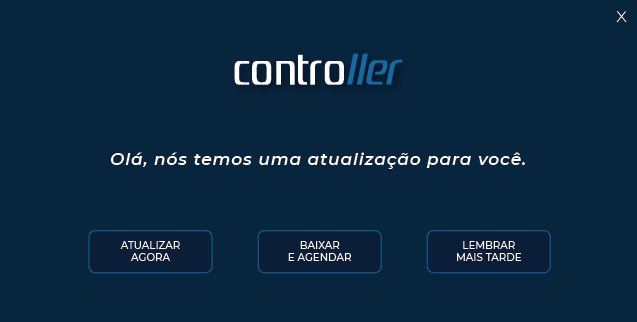 X
controller
Olá, nós temos uma atualização para você.
ATUALIZAR
AGORA
BAIXAR
E AGENDAR
LEMBRAR
MAIS TARDE